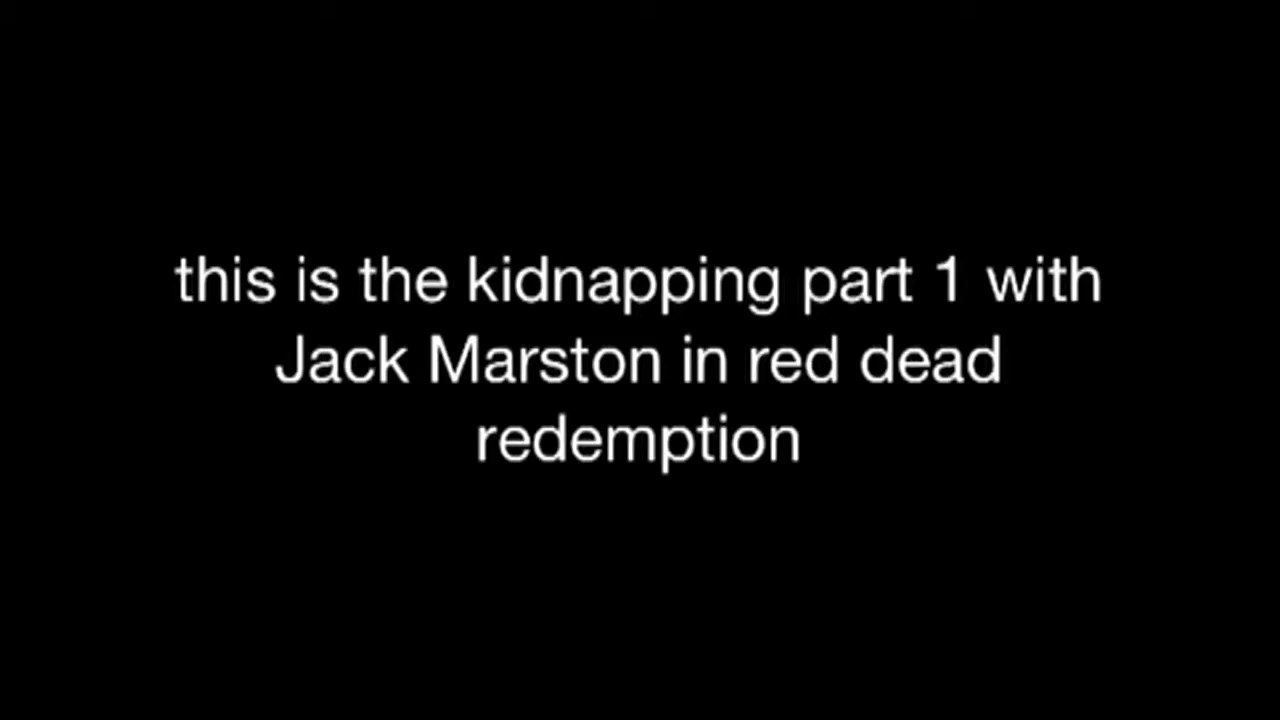 this is the kidnapping part 1 with
Jack Marston in red dead
redemption